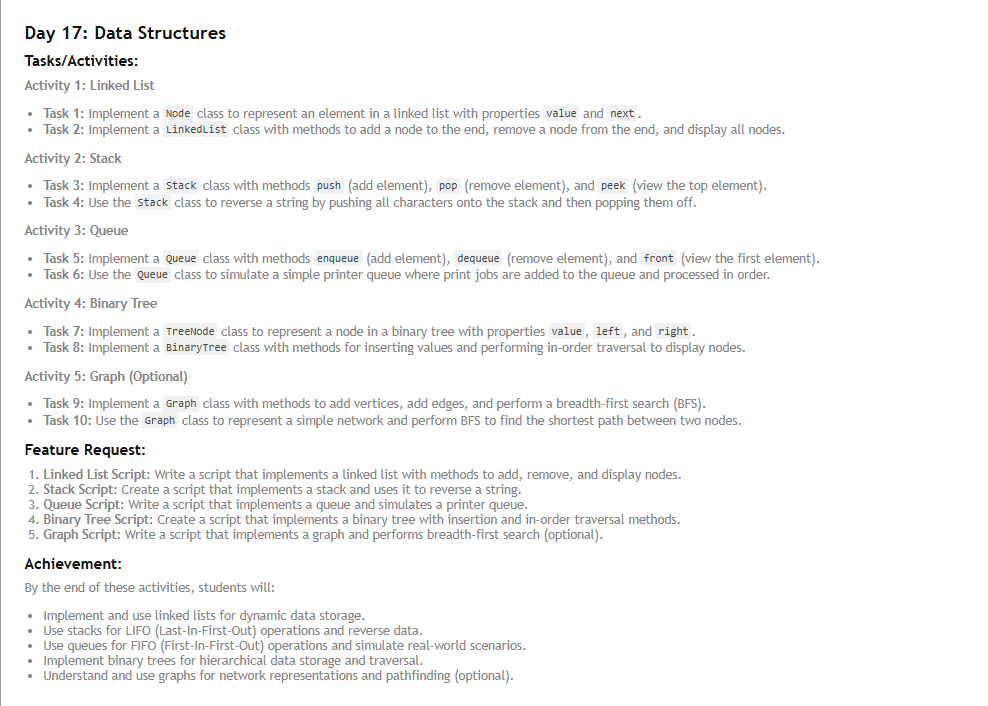 Day 17: Data Structures
Tasks/Activities:
Activity 1: Linked List
• Task 1: Implement a Node class to represent an element in a linked list with properties value and next.
• Task 2: Implement a LinkedList class with methods to add a node to the end, remove a node from the end, and display all nodes.
Activity 2: Stack
• Task 3: Implement a Stack class with methods push (add element), pop (remove element), and peek (view the top element).
• Task 4: Use the Stack class to reverse a string by pushing all characters onto the stack and then popping them off.
Activity 3: Queue
• Task 5: Implement a Queue class with methods enqueue (add element), dequeue (remove element), and front (view the first element).
• Task 6: Use the Queue class to simulate a simple printer queue where print jobs are added to the queue and processed in order.
Activity 4: Binary Tree
• Task 7: Implement a TreeNode class to represent a node in a binary tree with properties value, left, and right.
• Task 8: Implement a BinaryTree class with methods for inserting values and performing in-order traversal to display nodes.
Activity 5: Graph (Optional)
• Task 9: Implement a Graph class with methods to add vertices, add edges, and perform a breadth-first search (BFS).
• Task 10: Use the Graph class to represent a simple network and perform BFS to find the shortest path between two nodes.
Feature Request:
1. Linked List Script: Write a script that implements a linked list with methods to add, remove, and display nodes.
2. Stack Script: Create a script that implements a stack and uses it to reverse a string.
3. Queue Script: Write a script that implements a queue and simulates a printer queue.
4. Binary Tree Script: Create a script that implements a binary tree with insertion and in-order traversal methods.
5. Graph Script: Write a script that implements a graph and performs breadth-first search (optional).
Achievement:
By the end of these activities, students will:
• Implement and use linked lists for dynamic data storage.
• Use stacks for LIFO (Last-In-First-Out) operations and reverse data.
• Use queues for FIFO (First-In-First-Out) operations and simulate real-world scenarios.
• Implement binary trees for hierarchical data storage and traversal.
• Understand and use graphs for network representations and pathfinding (optional).